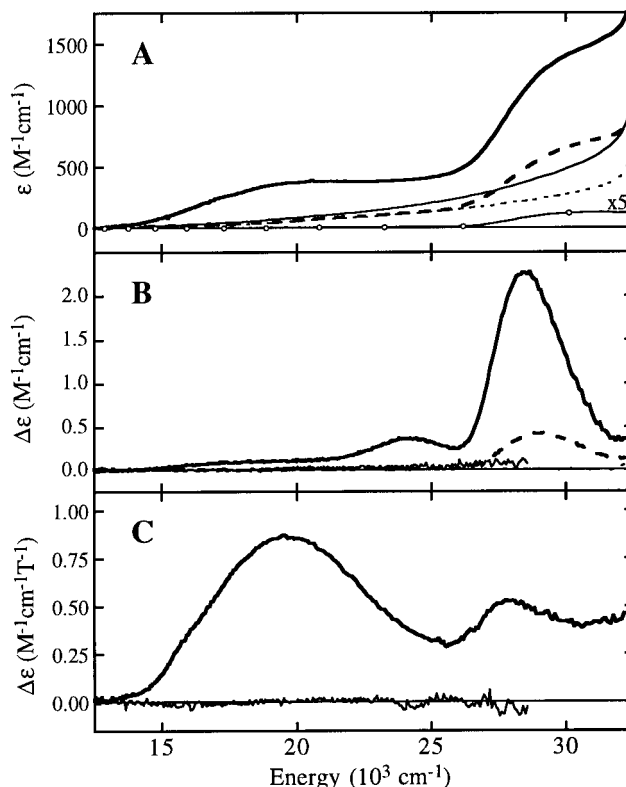 A
1500
1000
500
0
ε (M⁻¹cm⁻¹)
x5
B
2.0
1.5
1.0
0.5
0.0
Δε (M⁻¹cm⁻¹)
C
1.00
0.75
0.50
0.25
0.00
Δε (M⁻¹cm⁻¹T⁻¹)
15 20 25 30
Energy (10³ cm⁻¹)